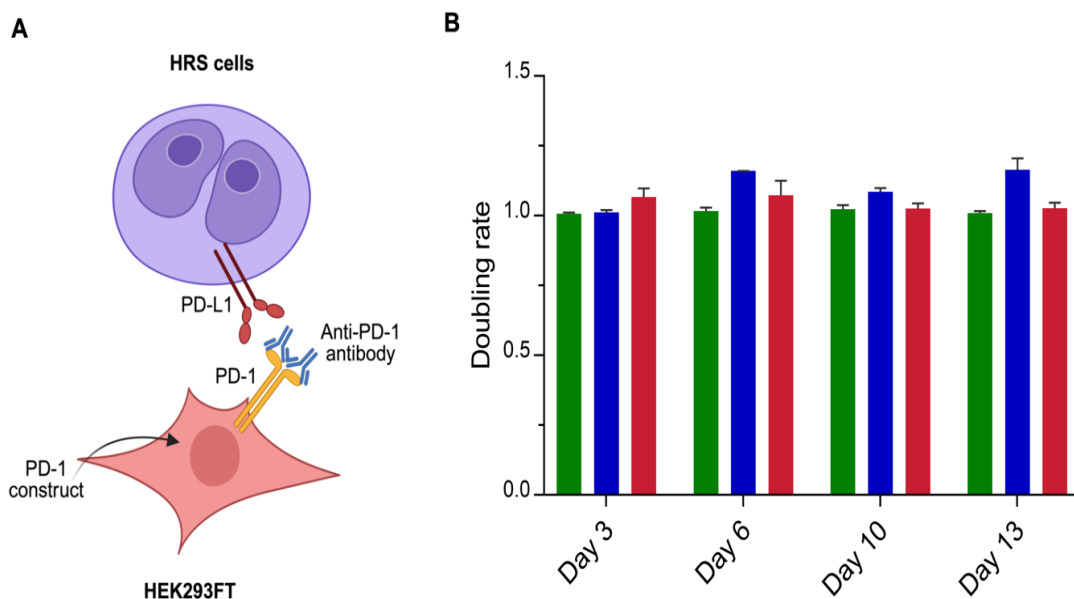 A
HRS cells
PD-L1
Anti-PD-1
antibody
PD-1
PD-1
construct
HEK293FT
B
Doubling rate
1.5
1.0
0.5
0.0
Day 3
Day 6
Day 10
Day 13